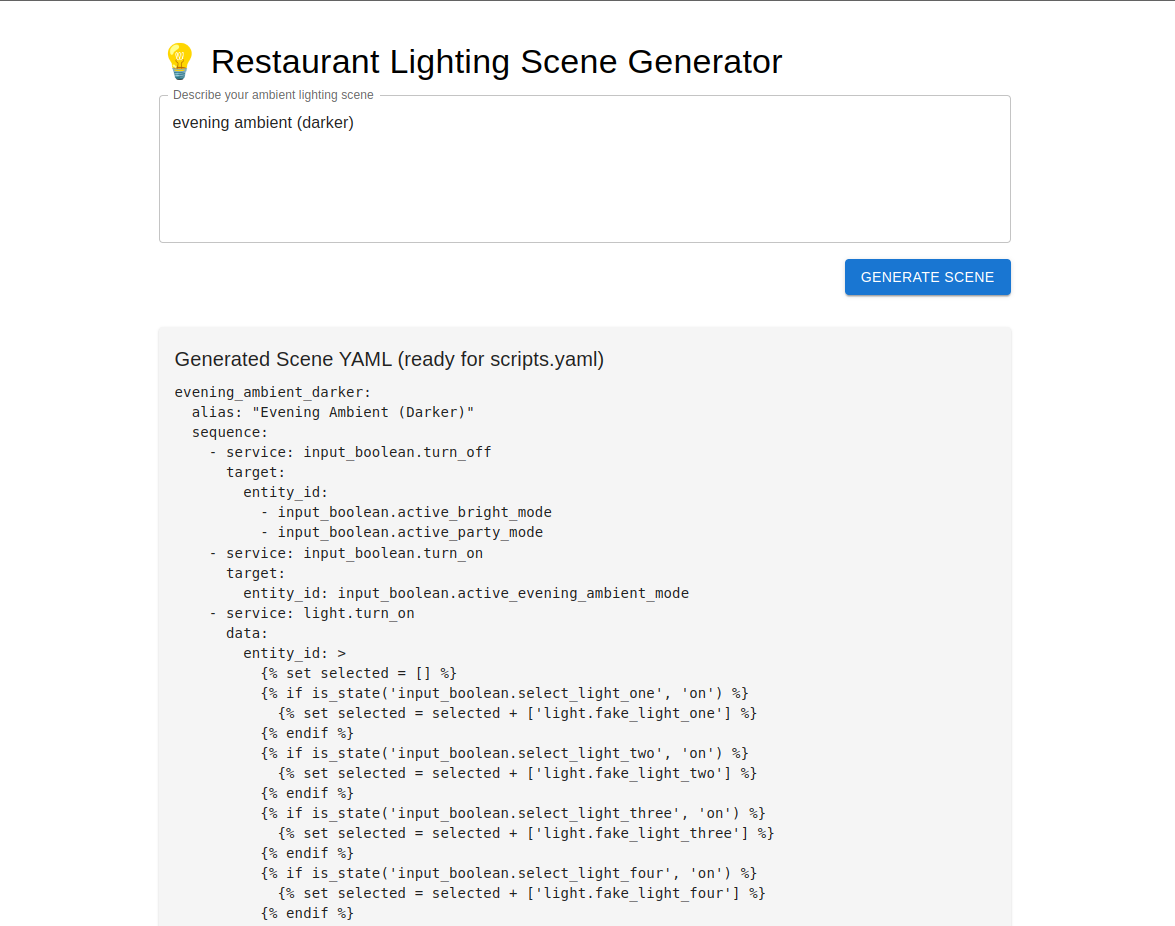 💡 Restaurant Lighting Scene Generator
Describe your ambient lighting scene
evening ambient (darker)
GENERATE SCENE
Generated Scene YAML (ready for scripts.yaml)
evening_ambient_darker:
  alias: "Evening Ambient (Darker)"
  sequence:
    - service: input_boolean.turn_off
      target:
        entity_id:
          - input_boolean.active_bright_mode
          - input_boolean.active_party_mode
    - service: input_boolean.turn_on
      target:
        entity_id: input_boolean.active_evening_ambient_mode
    - service: light.turn_on
      data:
        entity_id: >
          {% set selected = [] %}
          {% if is_state('input_boolean.select_light_one', 'on') %}
            {% set selected = selected + ['light.fake_light_one'] %}
          {% endif %}
          {% if is_state('input_boolean.select_light_two', 'on') %}
            {% set selected = selected + ['light.fake_light_two'] %}
          {% endif %}
          {% if is_state('input_boolean.select_light_three', 'on') %}
            {% set selected = selected + ['light.fake_light_three'] %}
          {% endif %}
          {% if is_state('input_boolean.select_light_four', 'on') %}
            {% set selected = selected + ['light.fake_light_four'] %}
          {% endif %}